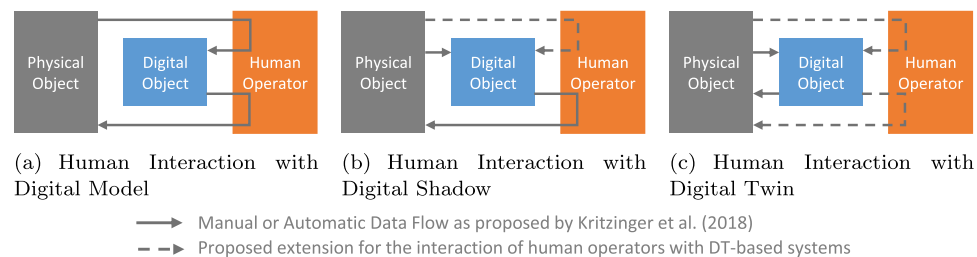 Physical
Object
Digital
Object
Human
Operator
Physical
Object
Digital
Object
Human
Operator
Physical
Object
Digital
Object
Human
Operator
(a) Human Interaction with
Digital Model
(b) Human Interaction with
Digital Shadow
(c) Human Interaction with
Digital Twin
Manual or Automatic Data Flow as proposed by Kritzinger et al. (2018)
Proposed extension for the interaction of human operators with DT-based systems